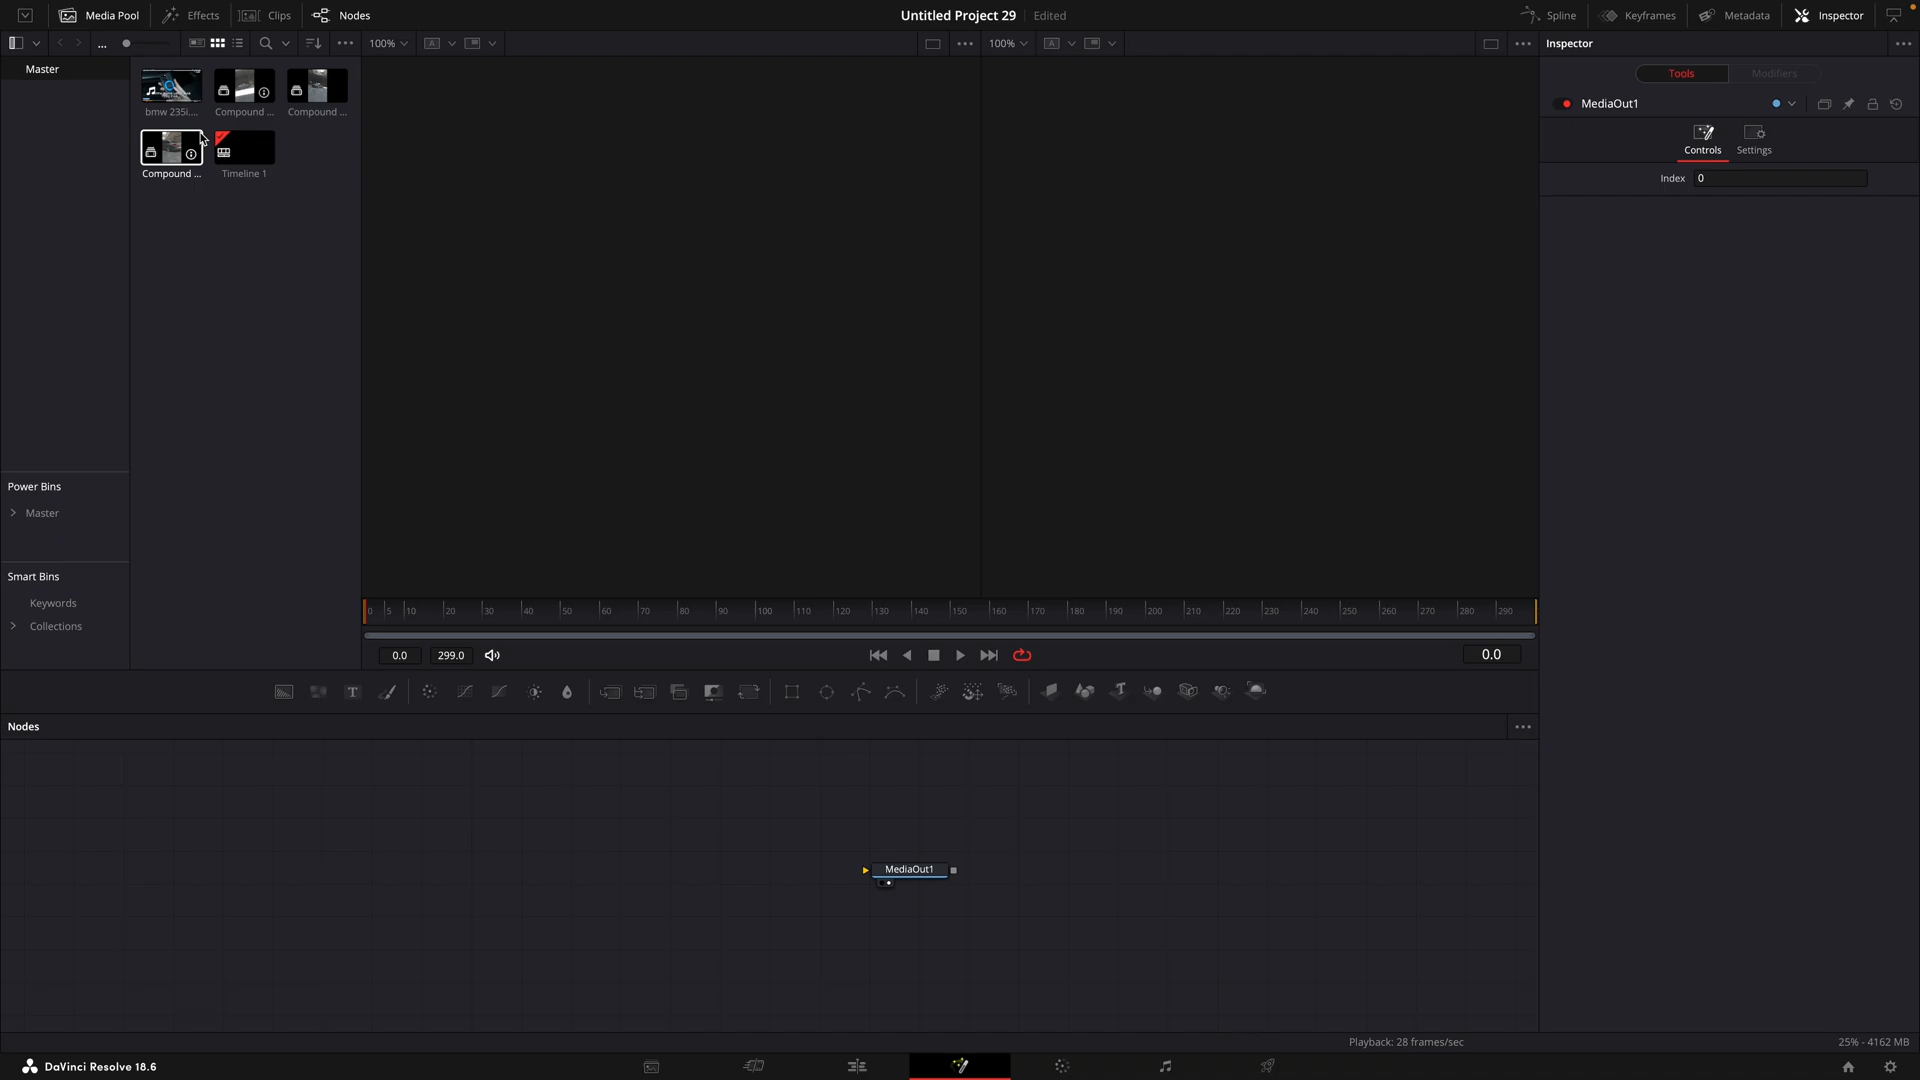 Media Pool Effects Clips Nodes Untitled Project 29 Edited Spline Keyframes Metadata Inspector
... 100% A 100% A Inspector
Master
Tools Modifiers
bmw 235i.... Compound ... Compound ...
MediaOut1
Controls Settings
Compound ... Timeline 1
Index 0
Power Bins
Master
Smart Bins
Keywords
Collections
0 5 10 20 30 40 50 60 70 80 90 100 110 120 130 140 150 160 170 180 190 200 210 220 230 240 250 260 270 280 290
0.0 299.0 0.0
T T
Nodes
MediaOut1
Playback: 28 frames/sec 25% - 4162 MB
DaVinci Resolve 18.6